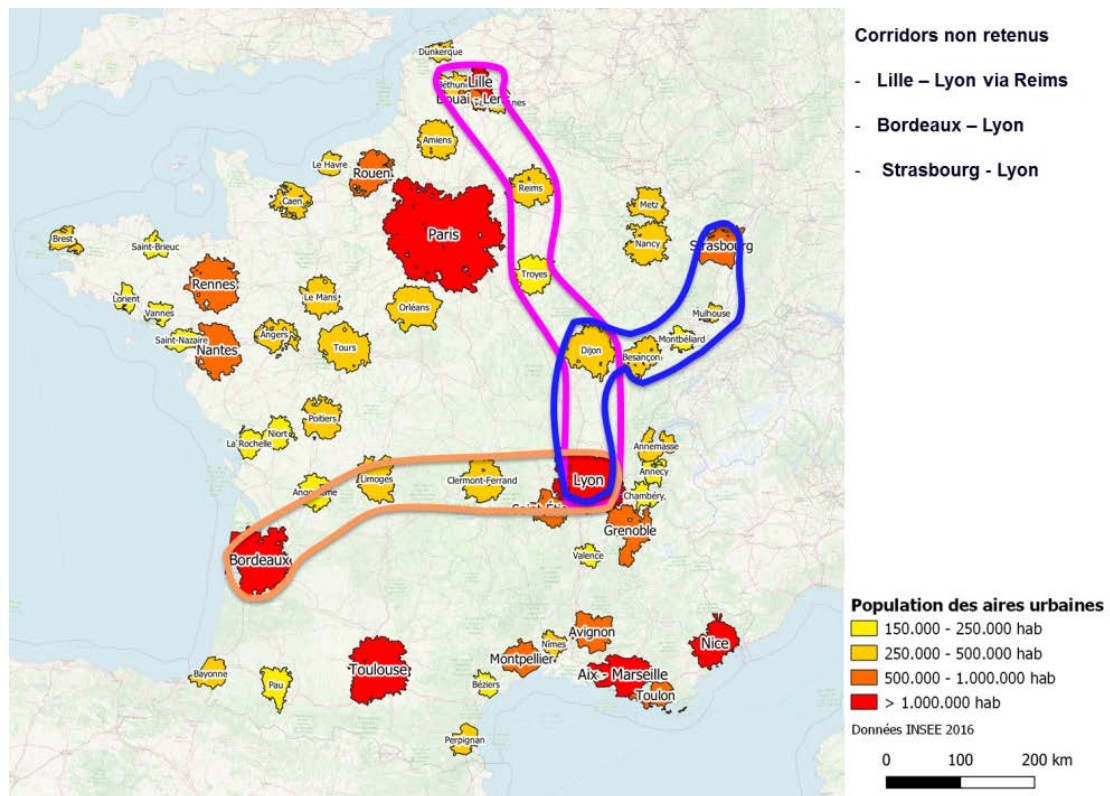 Corridors non retenus
- Lille – Lyon via Reims
- Bordeaux – Lyon
- Strasbourg - Lyon
Dunkerque
Lille
Béthun
Douai - Len nes
Amiens
Le Havre
Rouen
Reims
Caen
Metz
Paris
Nancy
Strasbourg
Brest
Saint-Brieuc
Troyes
Rennes
Lorient
Le Mans
Orléans
Vannes
Mulhouse
Saint-Nazaire
Angers
Montbéliard
Nantes
Tours
Dijon
Besançon
Poitiers
Niort
La Rochelle
Annemasse
Limoges
Clermont-Ferrand
Lyon
Annecy
Chambéry
Grenoble
Bordeaux
Valence
Avignon
Nice
Nîmes
Montpellier
Toulouse
Aix - Marseille
Bayonne
Pau
Béziers
Toulon
Perpignan
Population des aires urbaines
150.000 - 250.000 hab
250.000 - 500.000 hab
500.000 - 1.000.000 hab
> 1.000.000 hab
Données INSEE 2016
0 100 200 km